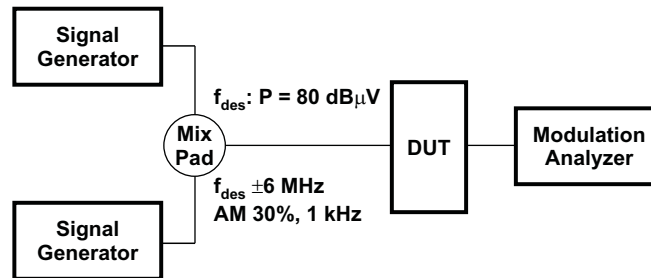 Signal
Generator
f_des: P = 80 dBμV
Mix
Pad
DUT
Modulation
Analyzer
f_des ±6 MHz
AM 30%, 1 kHz
Signal
Generator